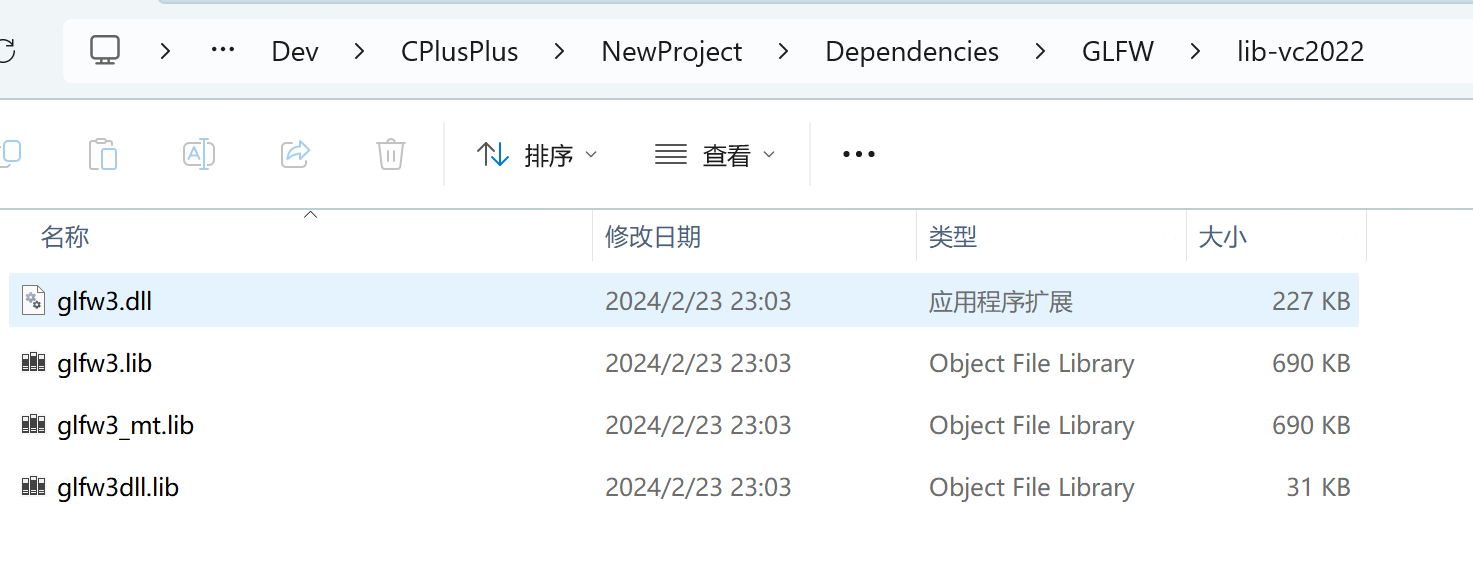 Dev > CPlusPlus > NewProject > Dependencies > GLFW > lib-vc2022
排序 查看
名称 修改日期 类型 大小
glfw3.dll 2024/2/23 23:03 应用程序扩展 227 KB
glfw3.lib 2024/2/23 23:03 Object File Library 690 KB
glfw3_mt.lib 2024/2/23 23:03 Object File Library 690 KB
glfw3dll.lib 2024/2/23 23:03 Object File Library 31 KB